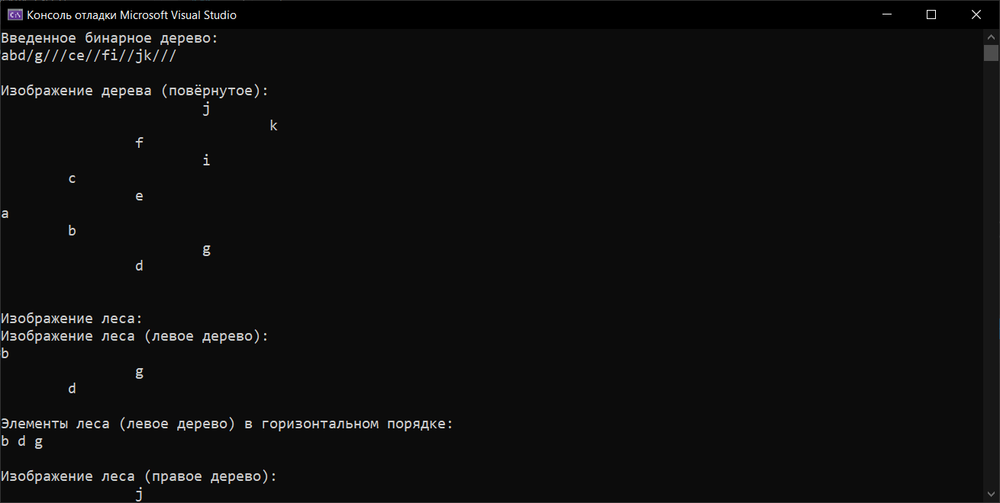 Консоль отладки Microsoft Visual Studio
Введенное бинарное дерево:
abd/g///ce//fi//jk///
Изображение дерева (повёрнутое):
j
k
f
i
c
e
a
b
g
d
Изображение леса:
Изображение леса (левое дерево):
b
g
d
Элементы леса (левое дерево) в горизонтальном порядке:
b d g
Изображение леса (правое дерево):
j